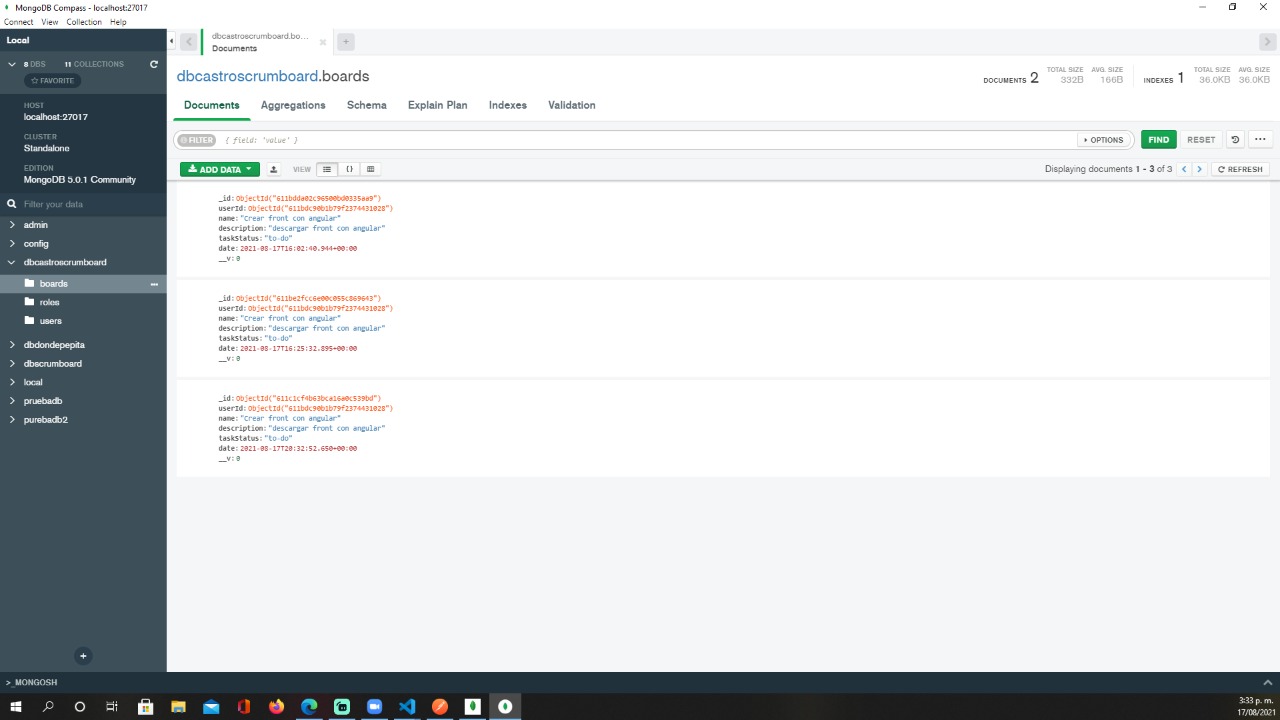 MongoDB Compass - localhost:27017
Connect View Collection Help
Local
8 DBS 11 COLLECTIONS
FAVORITE
HOST
localhost:27017
CLUSTER
Standalone
EDITION
MongoDB 5.0.1 Community
Filter your data
admin
config
dbcastroscrumboard
boards
roles
users
dbdondepepita
dbscrumboard
local
pruebadb
purebadb2
dbcastroscrumboard.bo...
Documents
dbcastroscrumboard.boards
DOCUMENTS 2 TOTAL SIZE 332B AVG. SIZE 166B INDEXES 1 TOTAL SIZE 36.0KB AVG. SIZE 36.0KB
Documents Aggregations Schema Explain Plan Indexes Validation
FILTER { field: 'value' } OPTIONS FIND RESET ...
ADD DATA VIEW {} Displaying documents 1 - 3 of 3 REFRESH
_id: ObjectId("611bdda02c96500bd0335aa9")
userId: ObjectId("611bdc90b1b79f2374431028")
name: "Crear front con angular"
description: "descargar front con angular"
taskStatus: "to-do"
date: 2021-08-17T16:02:40.944+00:00
__v: 0
_id: ObjectId("611be2fcc6e00c055c869643")
userId: ObjectId("611bdc90b1b79f2374431028")
name: "Crear front con angular"
description: "descargar front con angular"
taskStatus: "to-do"
date: 2021-08-17T16:25:32.895+00:00
__v: 0
_id: ObjectId("611c1cf4b63bca16a0c539bd")
userId: ObjectId("611bdc90b1b79f2374431028")
name: "Crear front con angular"
description: "descargar front con angular"
taskStatus: "to-do"
date: 2021-08-17T20:32:52.650+00:00
__v: 0
>_MONGOSH
3:33 p. m.
17/08/2021